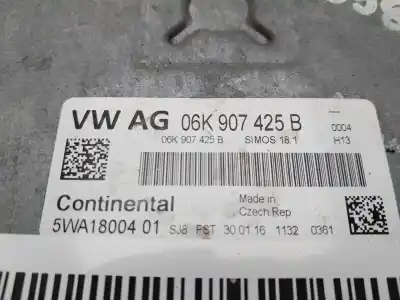 VW AG 06K 907 425 B 0004
06K 907 425 B SIMOS 18.1 H13
Continental
Made in
Czech Rep
5WA18004 01 SJ8 PST 30.01.16 1132 0361